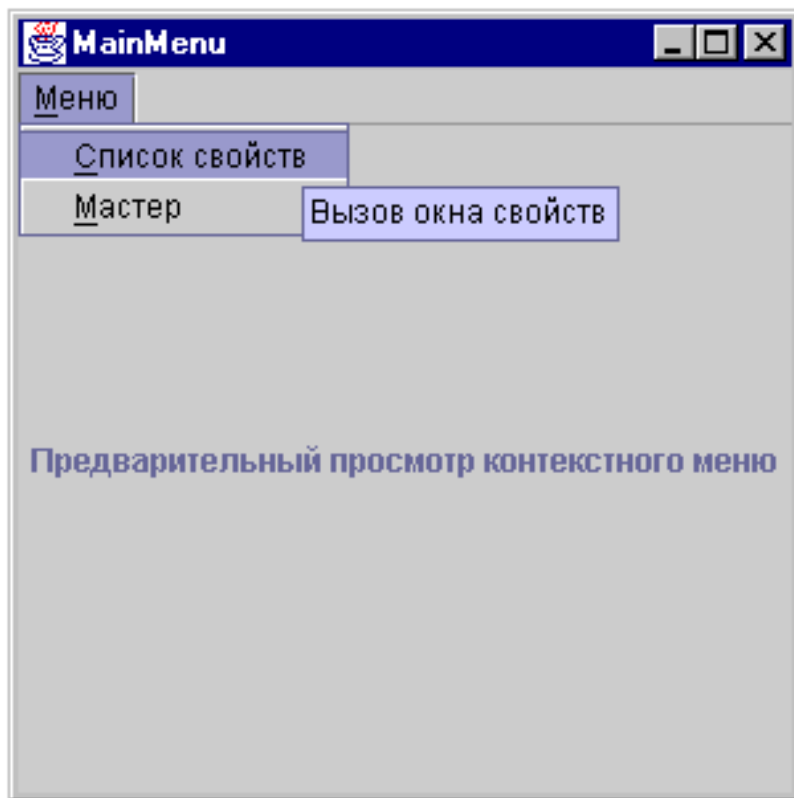 MainMenu
Меню
Список свойств
Мастер
Вызов окна свойств
Предварительный просмотр контекстного меню